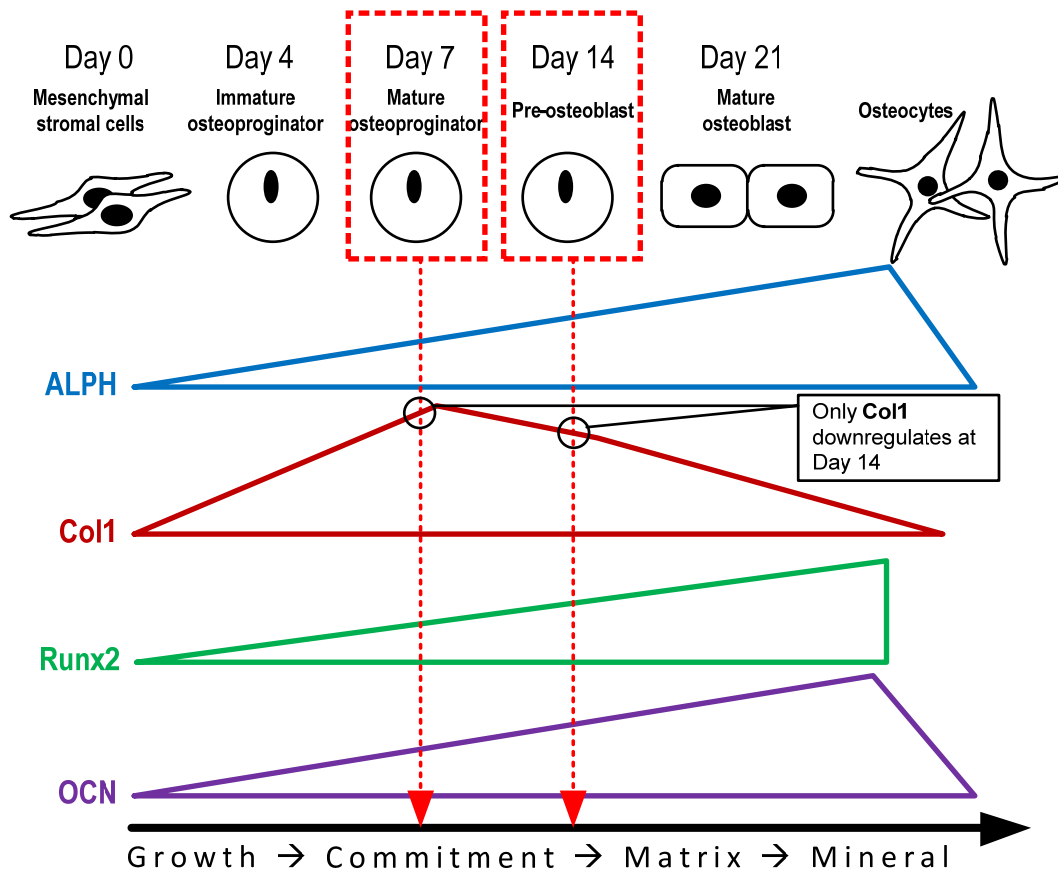 Day 0
Mesenchymal
stromal cells
Day 4
Immature
osteoproginator
Day 7
Mature
osteoproginator
Day 14
Pre-osteoblast
Day 21
Mature
osteoblast
Osteocytes
ALPH
Only Col1
downregulates at
Day 14
Col1
Runx2
OCN
Growth → Commitment → Matrix → Mineral